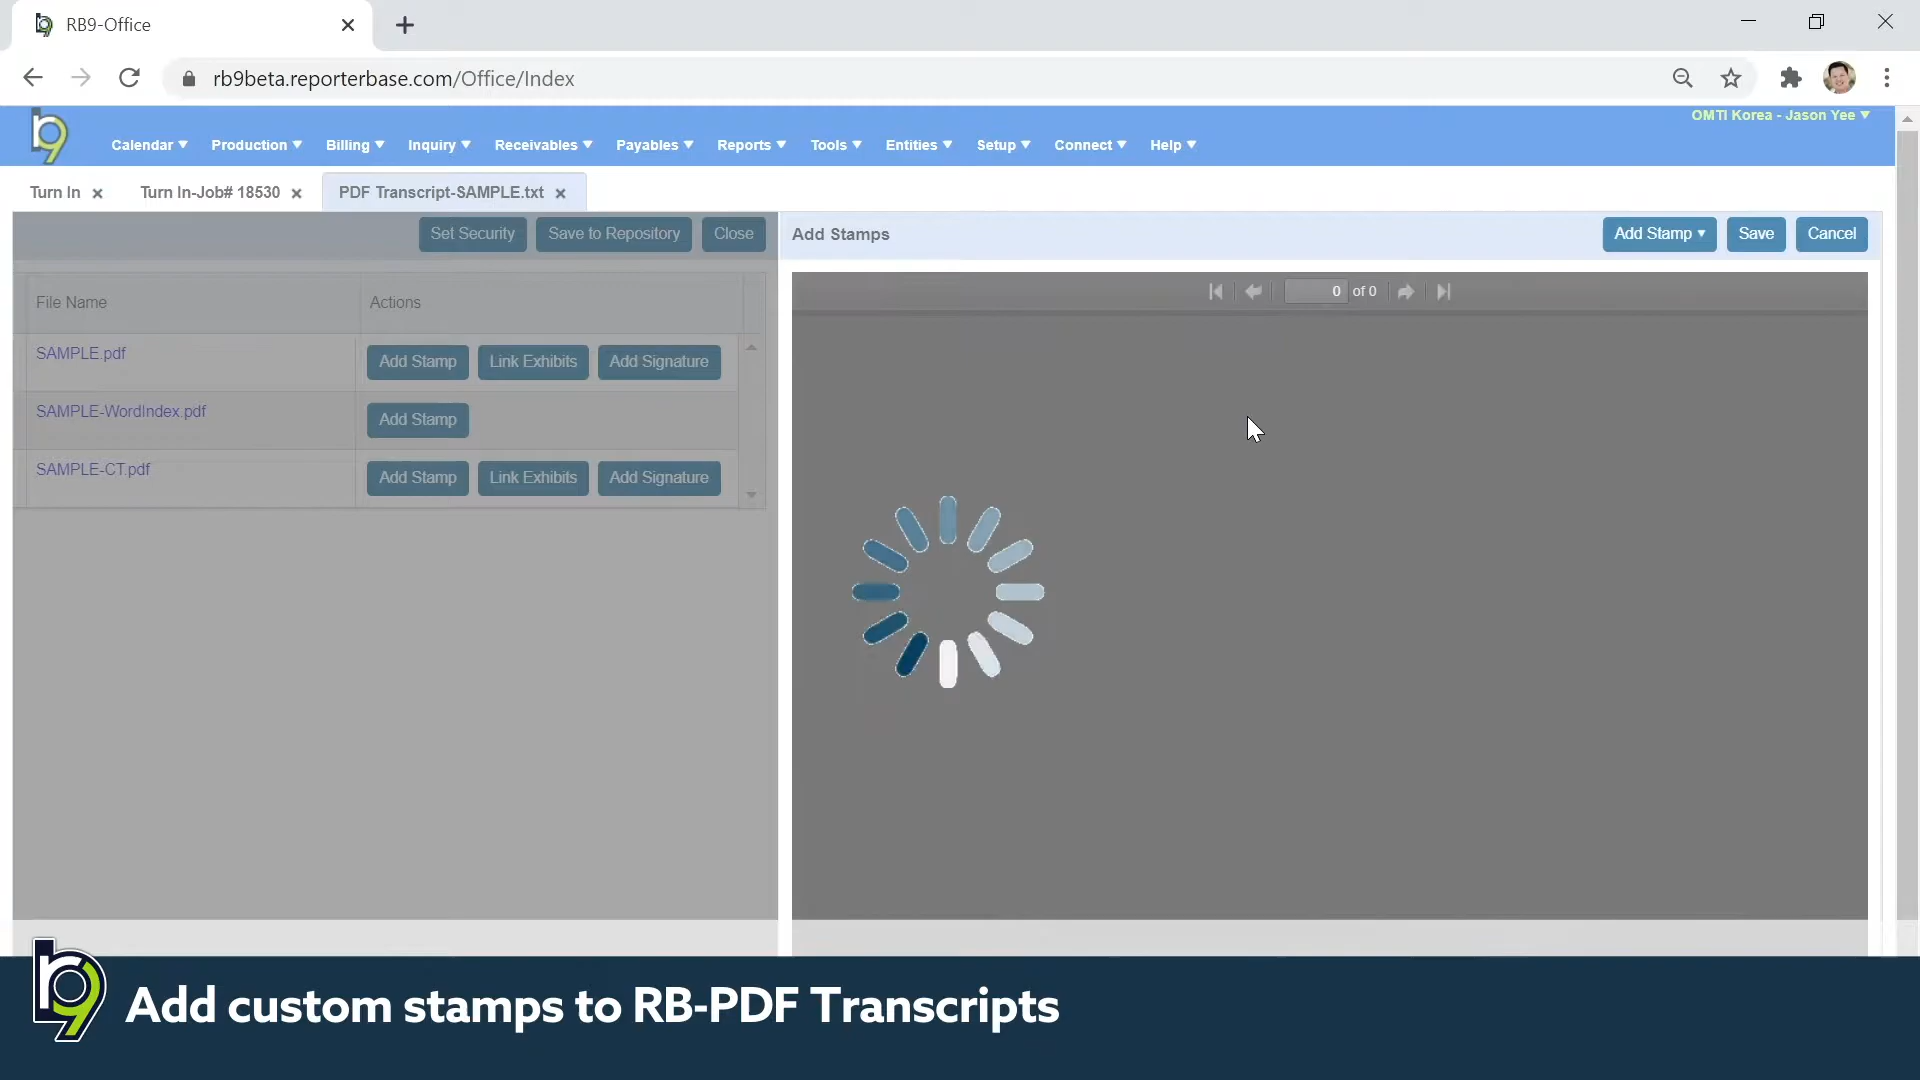 RB9-Office
rb9beta.reporterbase.com/Office/Index
OMTI Korea - Jason Yee
Calendar Production Billing Inquiry Receivables Payables Reports Tools Entities Setup Connect Help
Turn In Turn In-Job# 18530 PDF Transcript-SAMPLE.txt
Set Security Save to Repository Close
Add Stamps Add Stamp Save Cancel
0 of 0
File Name Actions
SAMPLE.pdf Add Stamp Link Exhibits Add Signature
SAMPLE-WordIndex.pdf Add Stamp
SAMPLE-CT.pdf Add Stamp Link Exhibits Add Signature
r9 Add custom stamps to RB-PDF Transcripts